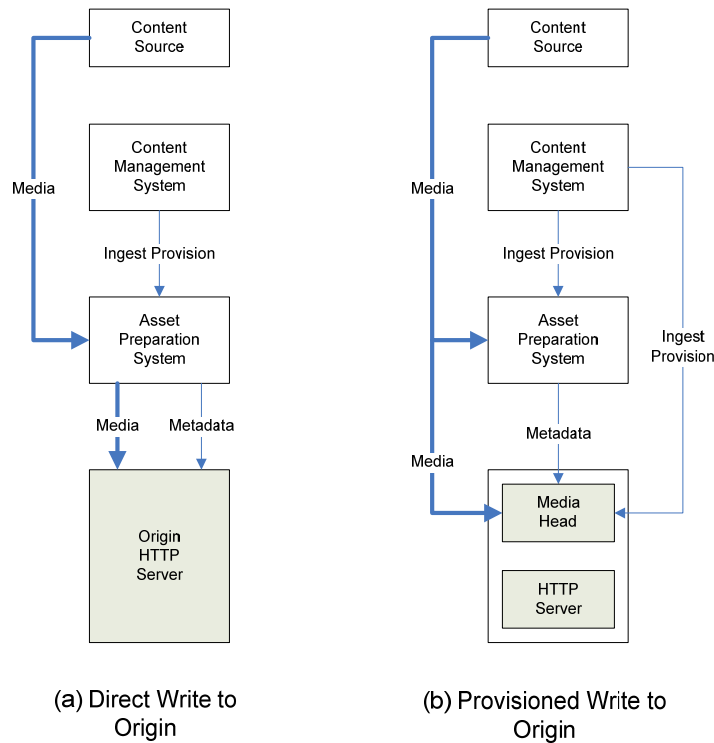 Content
Source
Content
Management
System
Media
Ingest Provision
Asset
Preparation
System
Media
Metadata
Origin
HTTP
Server
(a) Direct Write to
Origin
Content
Source
Content
Management
System
Media
Ingest Provision
Asset
Preparation
System
Ingest
Provision
Metadata
Media
Media
Head
HTTP
Server
(b) Provisioned Write to
Origin